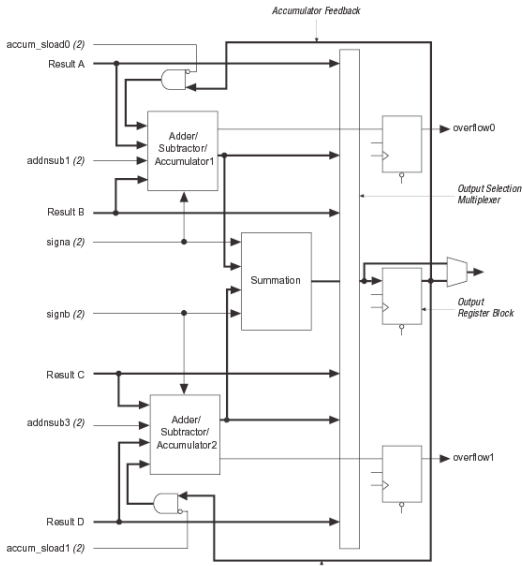 Accumulator Feedback
accum_sload0 (2)
Result A
Adder/
Subtractor/
Accumulator1
overflow0
addnsub1 (2)
Output Selection
Multiplexer
Result B
signa (2)
Summation
Output
Register Block
signb (2)
Result C
Adder/
Subtractor/
Accumulator2
addnsub3 (2)
overflow1
Result D
accum_sload1 (2)